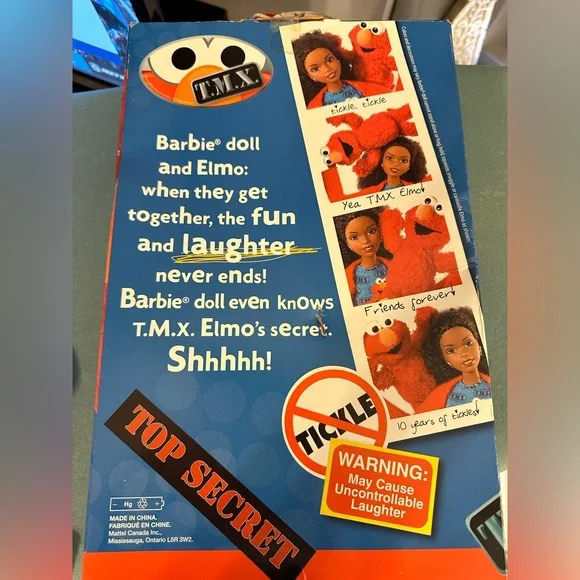 T.M.X.
Barbie® doll
and Elmo:
when they get
together, the fun
and laughter
never ends!
Barbie® doll even knows
T.M.X. Elmo's secret.
Shhhhh!
tickle, tickle
Yea T.M.X. Elmo!
Friends forever!
10 years of tickles!
TICKLE
TOP SECRET
WARNING:
May Cause
Uncontrollable
Laughter
- Hg +
MADE IN CHINA.
FABRIQUÉ EN CHINE.
Mattel Canada Inc.,
Mississauga, Ontario L5R 3W2.